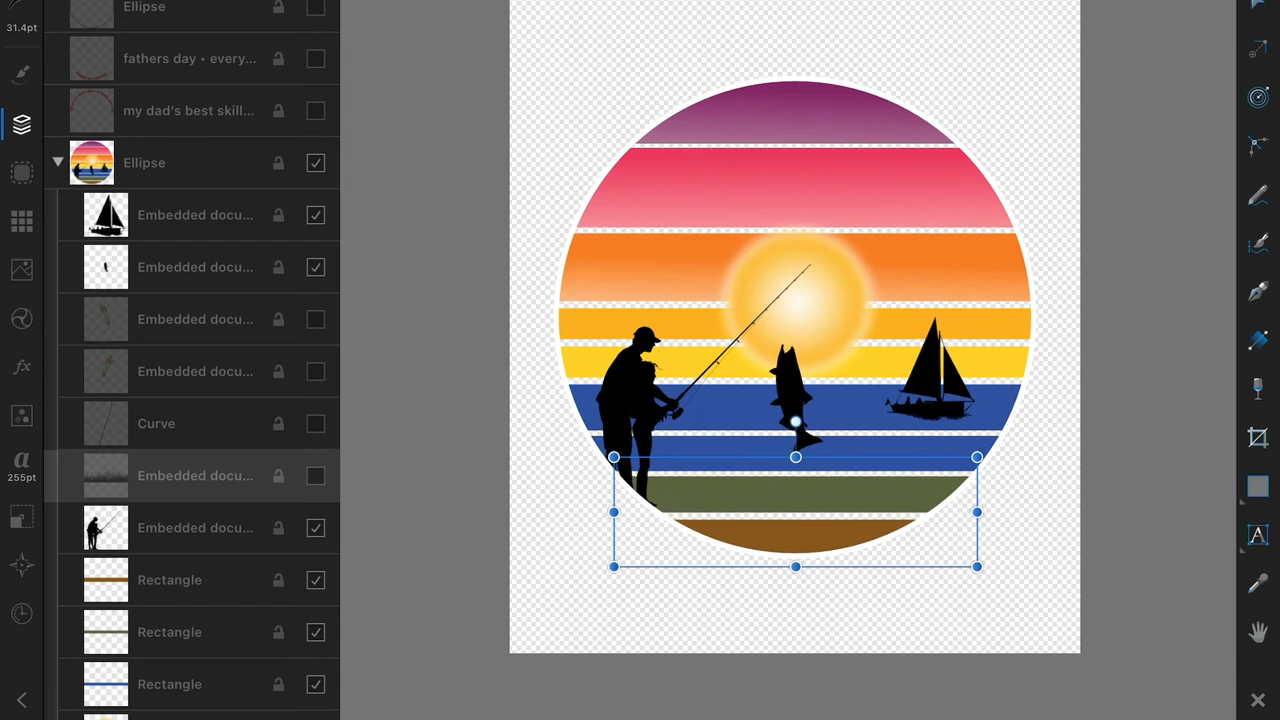 Ellipse
31.4pt
fathers day • every...
my dad's best skill...
Ellipse
Embedded docu...
Embedded docu...
Embedded docu...
Embedded docu...
Curve
a
255pt
Embedded docu...
Embedded docu...
Rectangle
Rectangle
Rectangle
fx
A